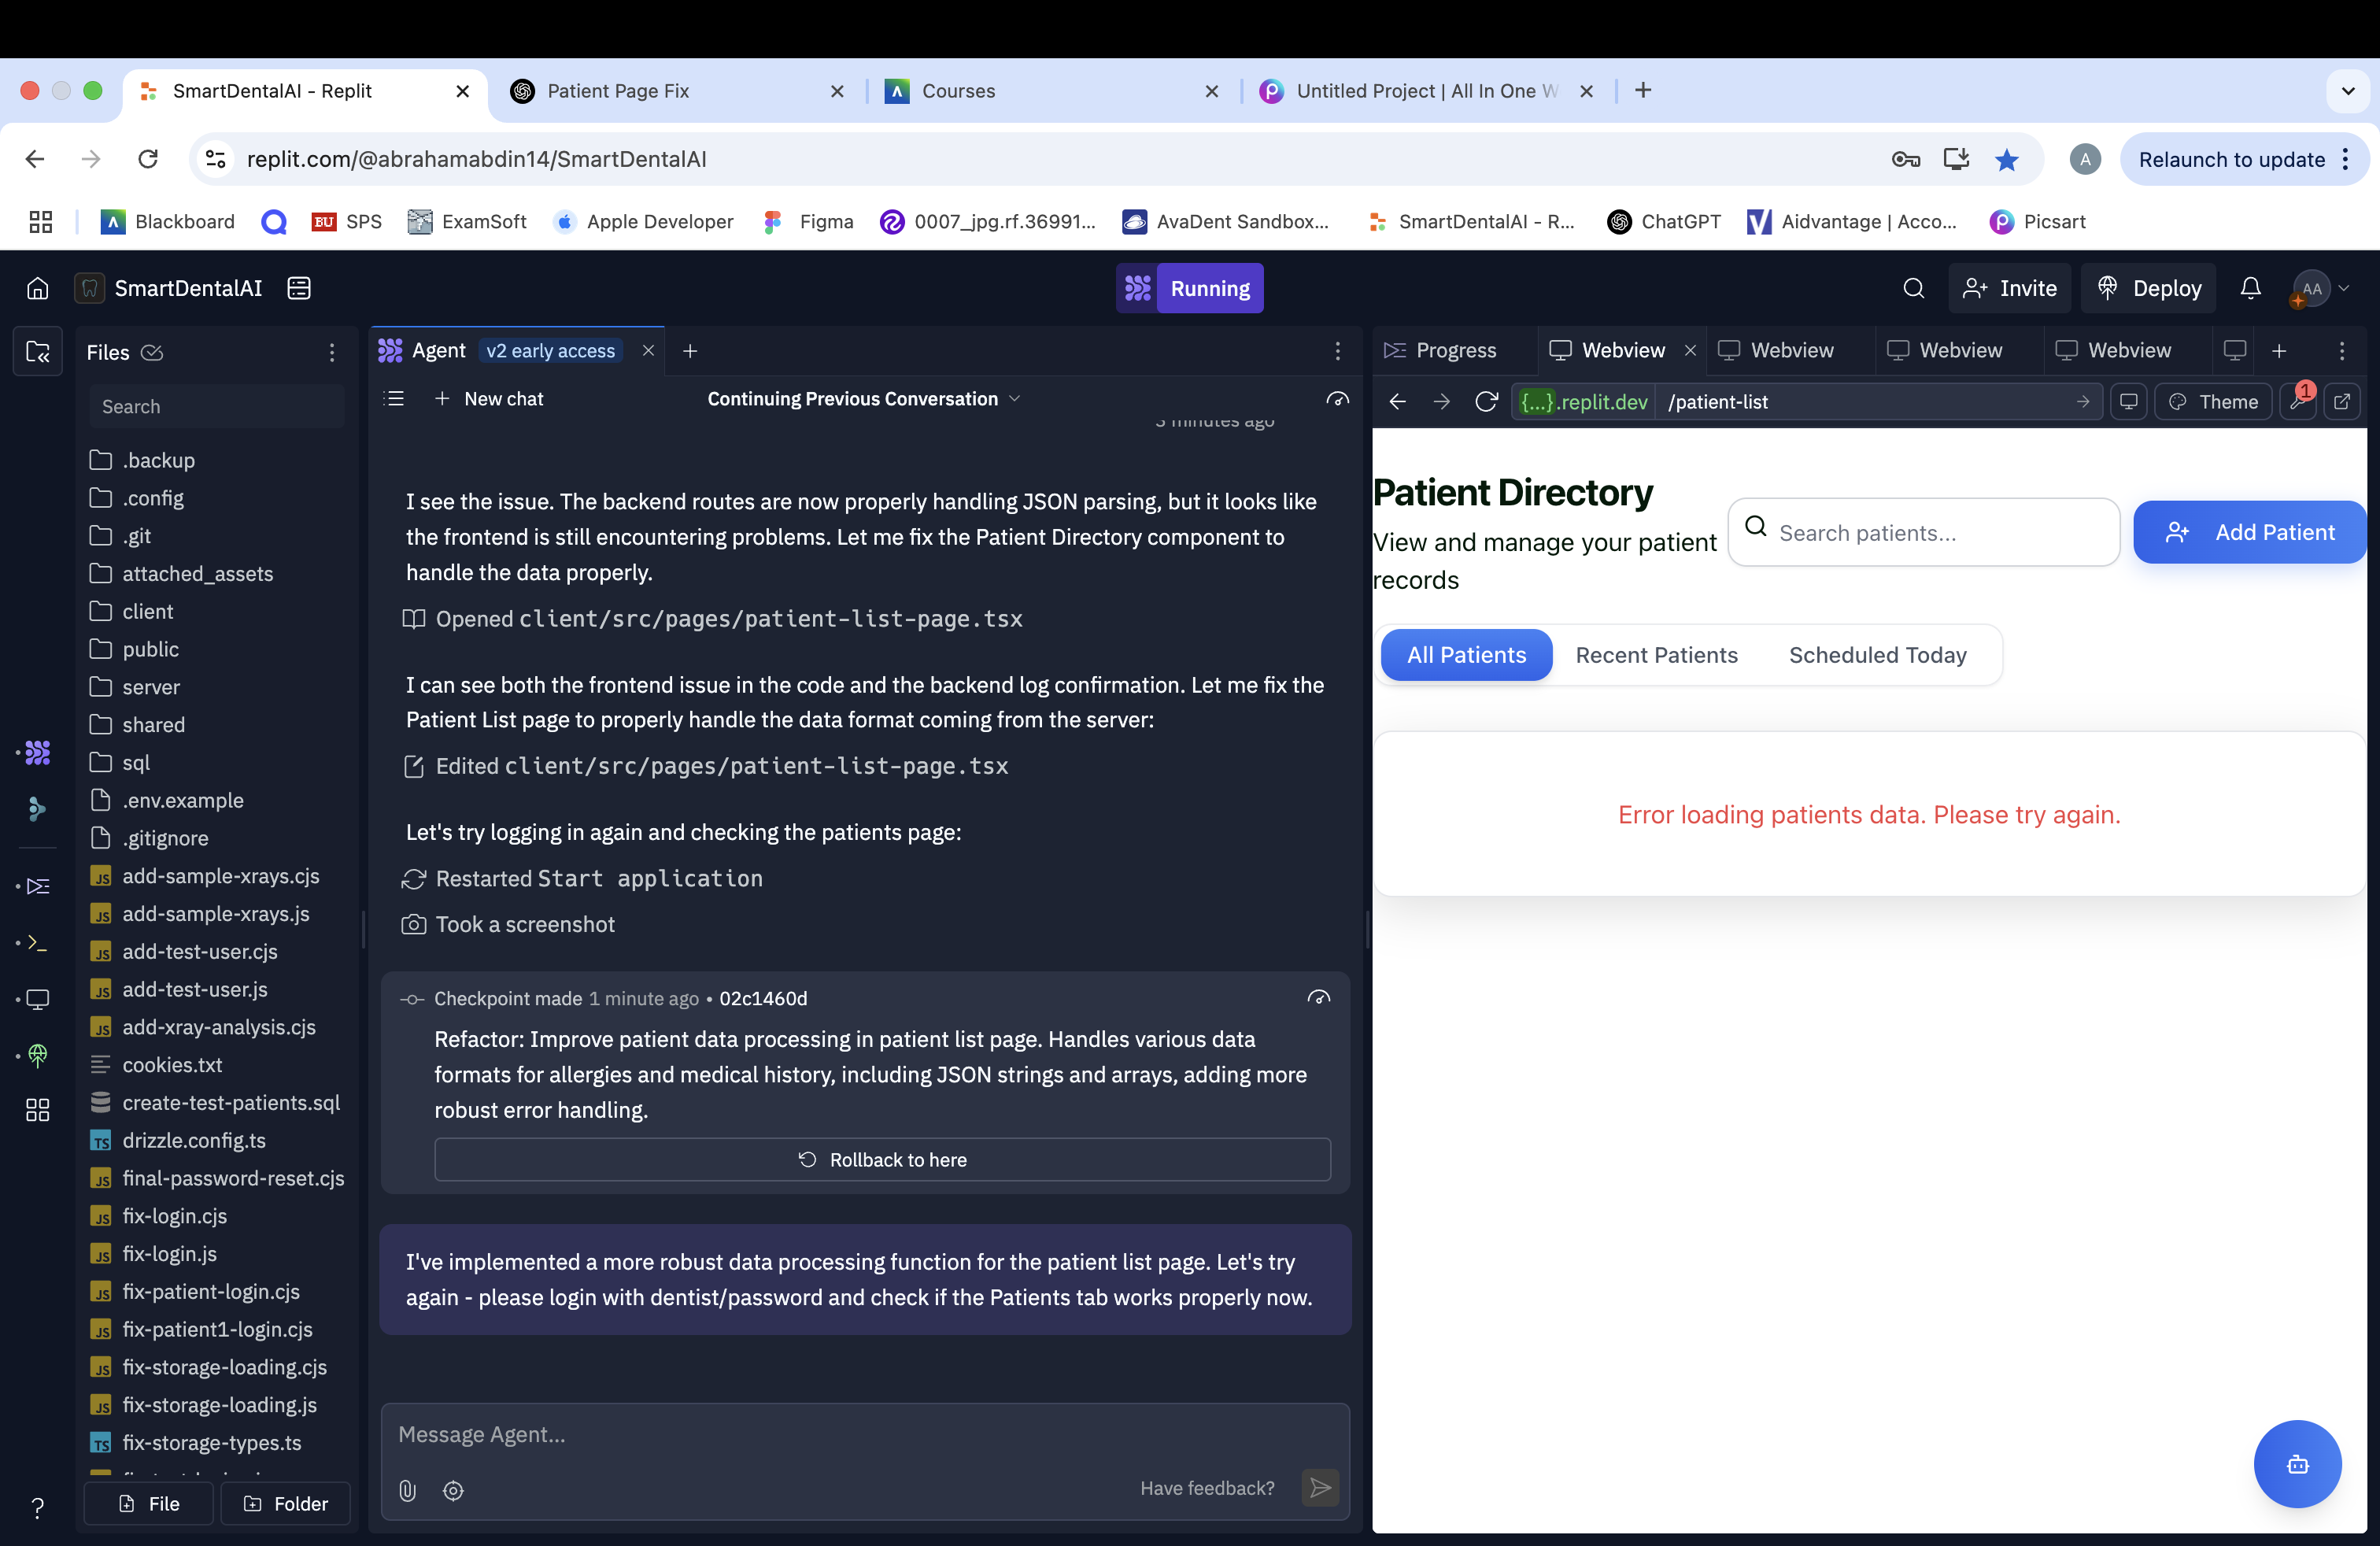 SmartDentalAI - Replit
Patient Page Fix
Courses
Untitled Project | All In One W
replit.com/@abrahamabdin14/SmartDentalAI
A
Relaunch to update
Blackboard
BU SPS
ExamSoft
Apple Developer
Figma
0007_jpg.rf.36991...
AvaDent Sandbox...
SmartDentalAI - R...
ChatGPT
Aidvantage | Acco...
Picsart
SmartDentalAI
Running
Invite
Deploy
AA
Files
Search
.backup
.config
.git
attached_assets
client
public
server
shared
sql
.env.example
.gitignore
JS add-sample-xrays.cjs
JS add-sample-xrays.js
JS add-test-user.cjs
JS add-test-user.js
JS add-xray-analysis.cjs
cookies.txt
create-test-patients.sql
TS drizzle.config.ts
JS final-password-reset.cjs
JS fix-login.cjs
JS fix-login.js
JS fix-patient-login.cjs
JS fix-patient1-login.cjs
JS fix-storage-loading.cjs
JS fix-storage-loading.js
TS fix-storage-types.ts
File
Folder
Agent v2 early access
New chat
Continuing Previous Conversation
3 minutes ago
I see the issue. The backend routes are now properly handling JSON parsing, but it looks like
the frontend is still encountering problems. Let me fix the Patient Directory component to
handle the data properly.
Opened client/src/pages/patient-list-page.tsx
I can see both the frontend issue in the code and the backend log confirmation. Let me fix the
Patient List page to properly handle the data format coming from the server:
Edited client/src/pages/patient-list-page.tsx
Let's try logging in again and checking the patients page:
Restarted Start application
Took a screenshot
Checkpoint made 1 minute ago • 02c1460d
Refactor: Improve patient data processing in patient list page. Handles various data
formats for allergies and medical history, including JSON strings and arrays, adding more
robust error handling.
Rollback to here
I've implemented a more robust data processing function for the patient list page. Let's try
again - please login with dentist/password and check if the Patients tab works properly now.
Message Agent...
Have feedback?
Progress
Webview
Webview
Webview
Webview
{...}.replit.dev
/patient-list
Theme
1
Patient Directory
View and manage your patient
records
Search patients...
Add Patient
All Patients
Recent Patients
Scheduled Today
Error loading patients data. Please try again.